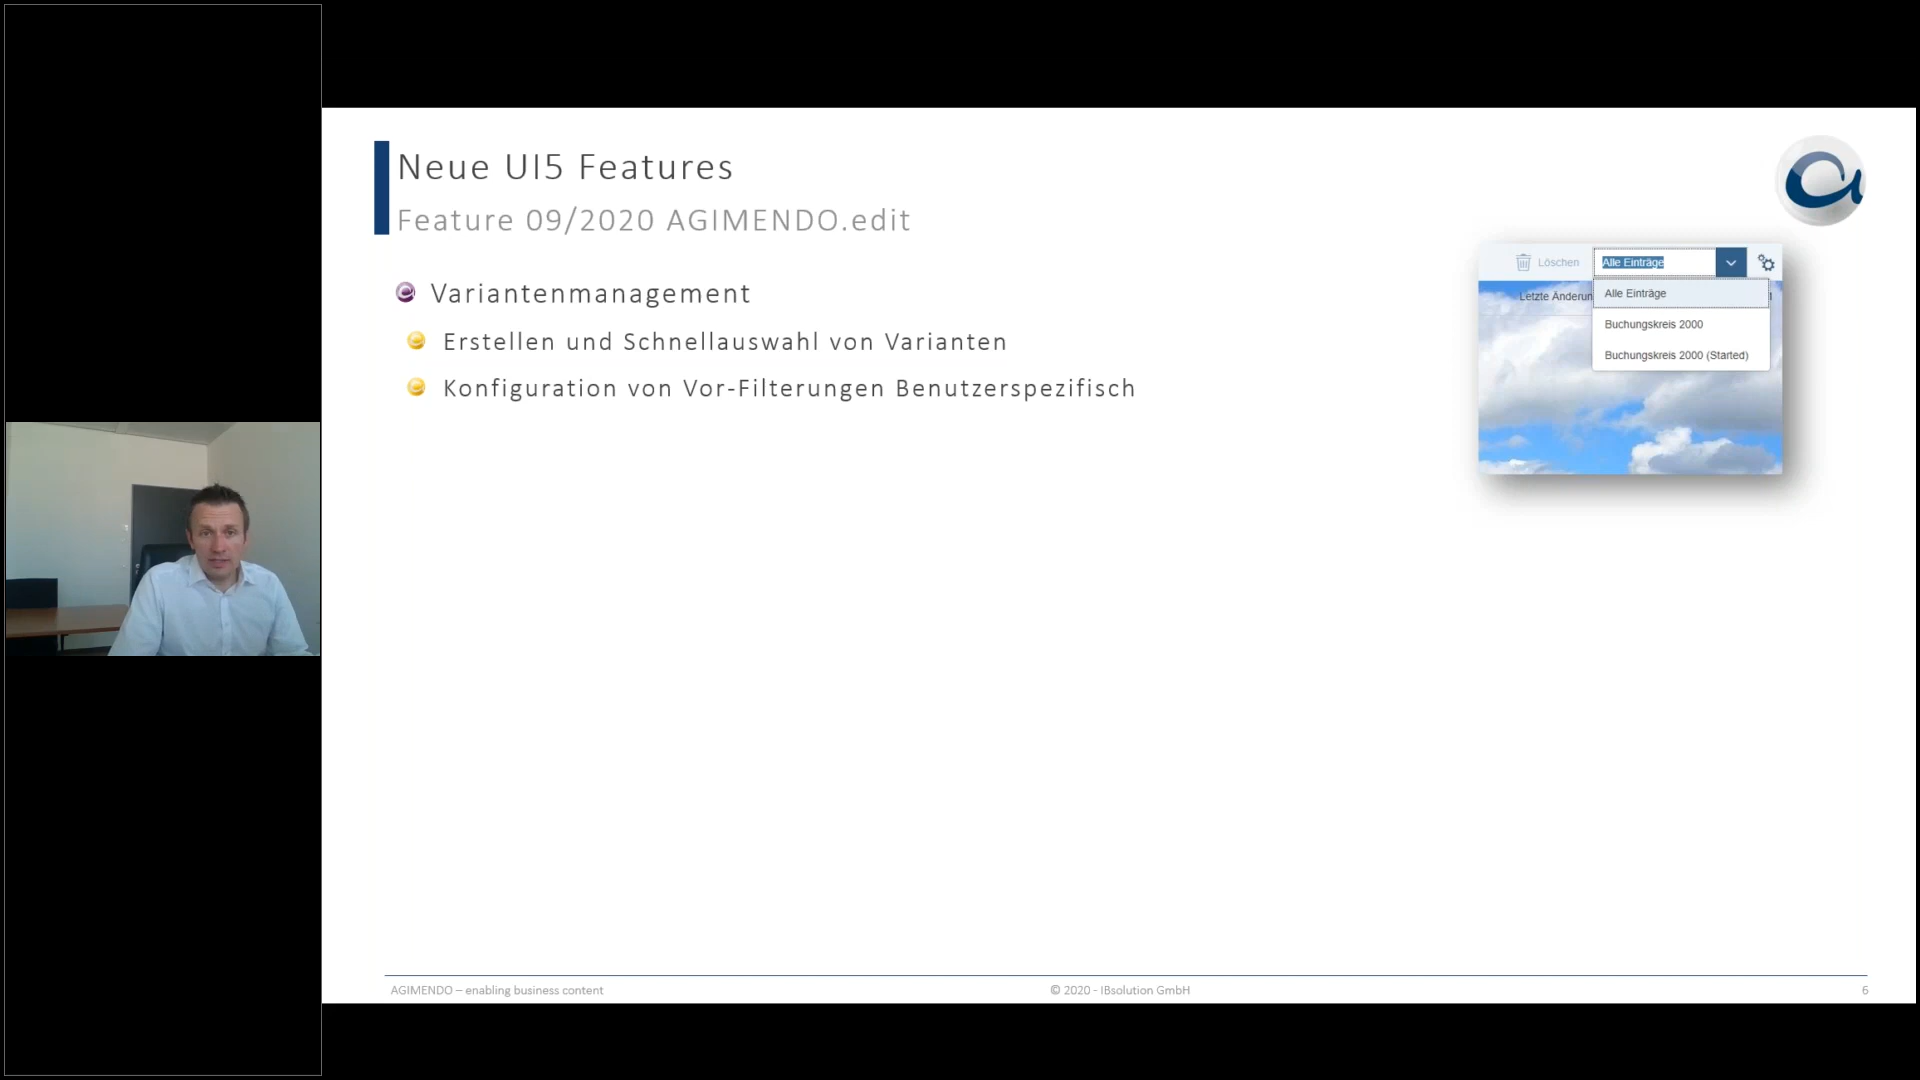 Neue UI5 Features
Feature 09/2020 AGIMENDO.edit
Variantenmanagement
Erstellen und Schnellauswahl von Varianten
Konfiguration von Vor-Filterungen Benutzerspezifisch
Löschen
Alle Einträge
Letzte Änderun
Alle Einträge
Buchungskreis 2000
Buchungskreis 2000 (Started)
AGIMENDO – enabling business content
© 2020 - IBsolution GmbH
6